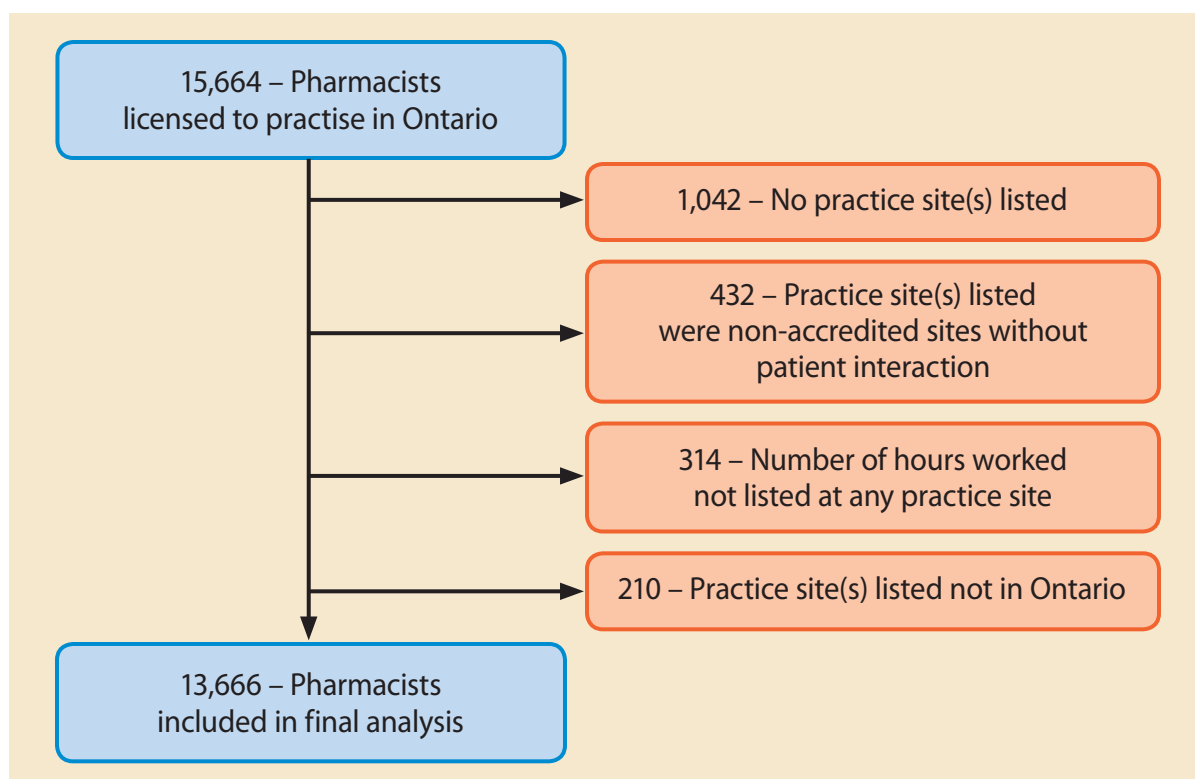 15,664 – Pharmacists
licensed to practise in Ontario
1,042 – No practice site(s) listed
432 – Practice site(s) listed
were non-accredited sites without
patient interaction
314 – Number of hours worked
not listed at any practice site
210 – Practice site(s) listed not in Ontario
13,666 – Pharmacists
included in final analysis